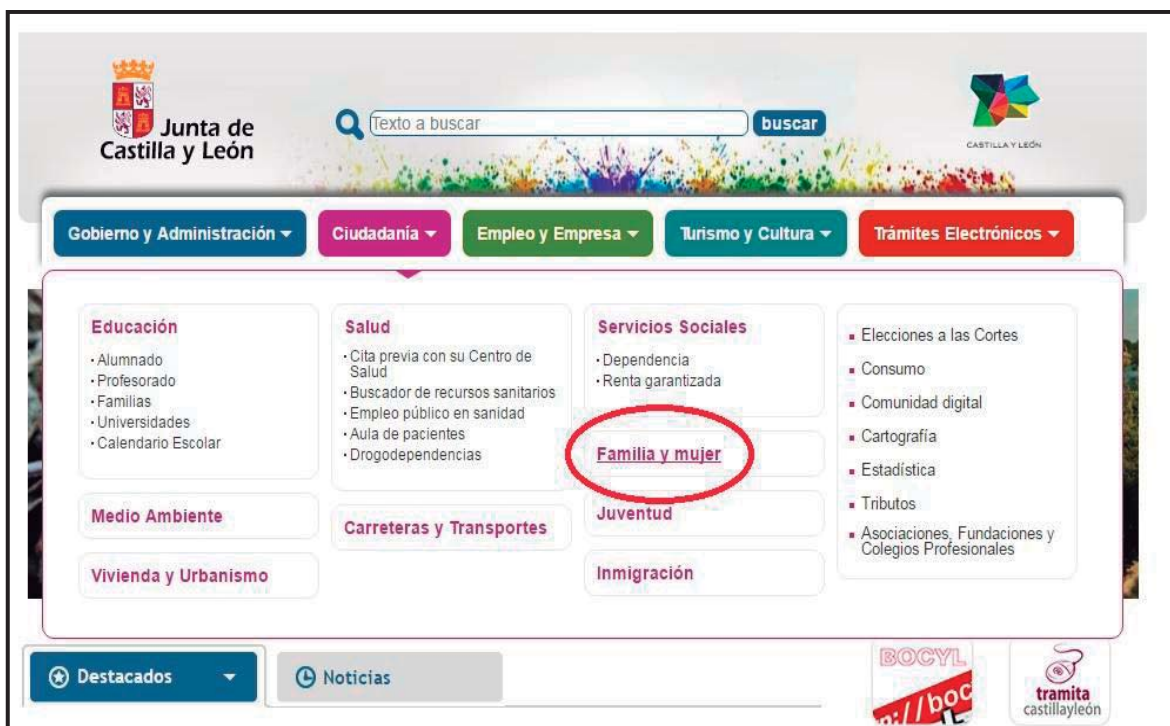 Junta de
Castilla y León
Texto a buscar
buscar
CASTILLA Y LEÓN
Gobierno y Administración
Ciudadanía
Empleo y Empresa
Turismo y Cultura
Trámites Electrónicos
Educación
· Alumnado
· Profesorado
· Familias
· Universidades
· Calendario Escolar
Medio Ambiente
Vivienda y Urbanismo
Salud
· Cita previa con su Centro de
Salud
· Buscador de recursos sanitarios
· Empleo público en sanidad
· Aula de pacientes
· Drogodependencias
Carreteras y Transportes
Servicios Sociales
· Dependencia
· Renta garantizada
Familia y mujer
Juventud
Inmigración
Elecciones a las Cortes
Consumo
Comunidad digital
Cartografía
Estadística
Tributos
Asociaciones, Fundaciones y
Colegios Profesionales
Destacados
Noticias
BOCYL
p://boc
tramita
castillayleón